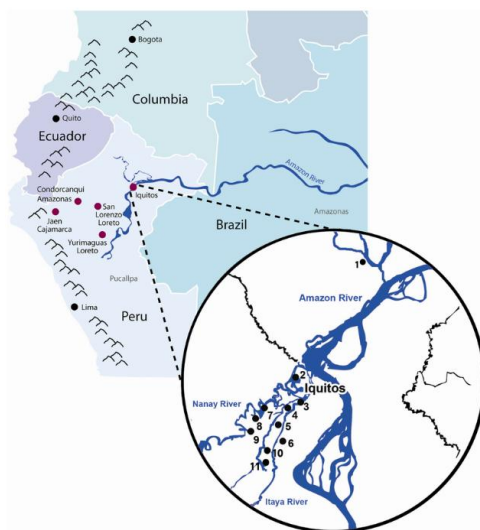 Bogota
Columbia
Quito
Ecuador
Amazon River
Condorcanqui
Amazonas
San
Lorenzo
Loreto
Iquitos
Jaen
Cajamarca
Yurimaguas
Loreto
Brazil
Amazonas
Pucallpa
Lima
Peru
1
Amazon River
2
Iquitos
Nanay River
3
7
4
8
5
9
6
10
11
Itaya River